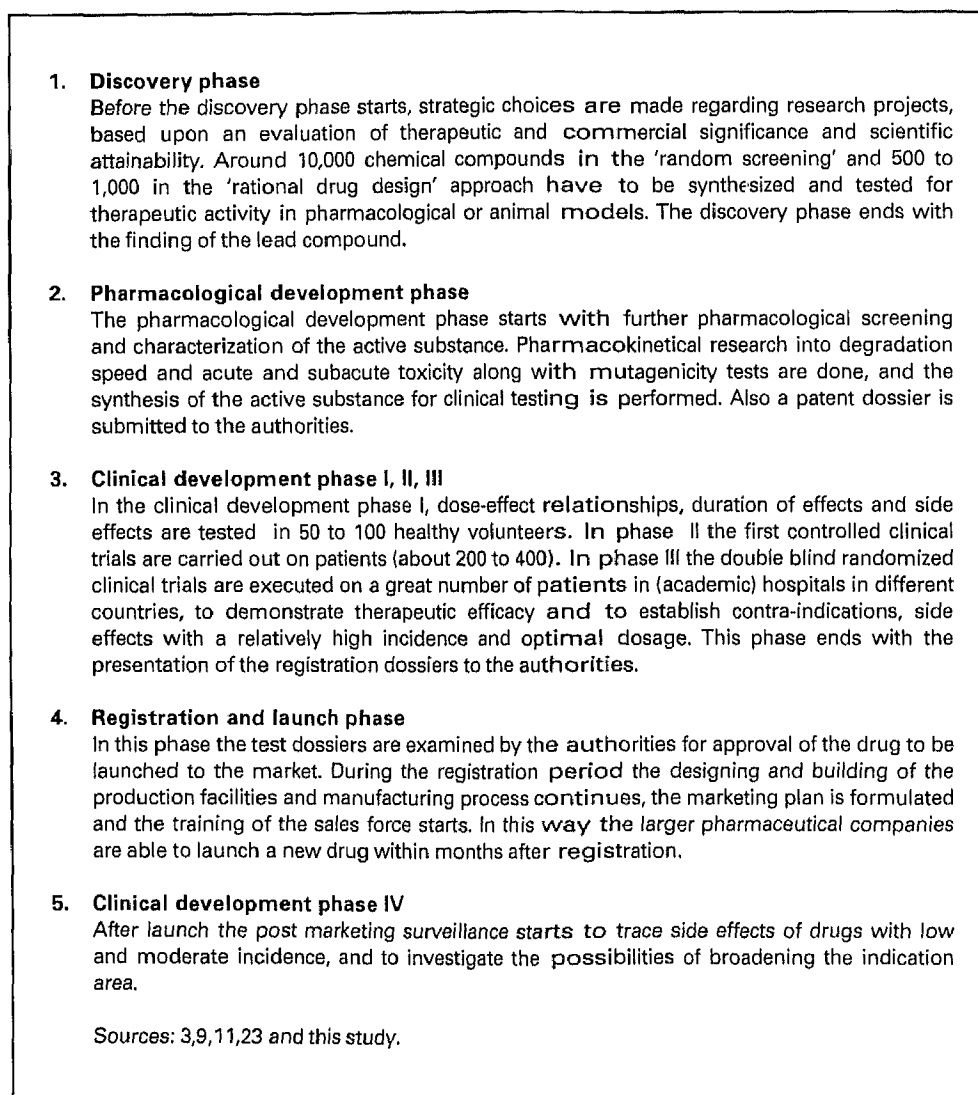 1. Discovery phase
Before the discovery phase starts, strategic choices are made regarding research projects,
based upon an evaluation of therapeutic and commercial significance and scientific
attainability. Around 10,000 chemical compounds in the 'random screening' and 500 to
1,000 in the 'rational drug design' approach have to be synthesized and tested for
therapeutic activity in pharmacological or animal models. The discovery phase ends with
the finding of the lead compound.
2. Pharmacological development phase
The pharmacological development phase starts with further pharmacological screening
and characterization of the active substance. Pharmacokinetical research into degradation
speed and acute and subacute toxicity along with mutagenicity tests are done, and the
synthesis of the active substance for clinical testing is performed. Also a patent dossier is
submitted to the authorities.
3. Clinical development phase I, II, III
In the clinical development phase I, dose-effect relationships, duration of effects and side
effects are tested in 50 to 100 healthy volunteers. In phase II the first controlled clinical
trials are carried out on patients (about 200 to 400). In phase III the double blind randomized
clinical trials are executed on a great number of patients in (academic) hospitals in different
countries, to demonstrate therapeutic efficacy and to establish contra-indications, side
effects with a relatively high incidence and optimal dosage. This phase ends with the
presentation of the registration dossiers to the authorities.
4. Registration and launch phase
In this phase the test dossiers are examined by the authorities for approval of the drug to be
launched to the market. During the registration period the designing and building of the
production facilities and manufacturing process continues, the marketing plan is formulated
and the training of the sales force starts. In this way the larger pharmaceutical companies
are able to launch a new drug within months after registration.
5. Clinical development phase IV
After launch the post marketing surveillance starts to trace side effects of drugs with low
and moderate incidence, and to investigate the possibilities of broadening the indication
area.
Sources: 3,9,11,23 and this study.